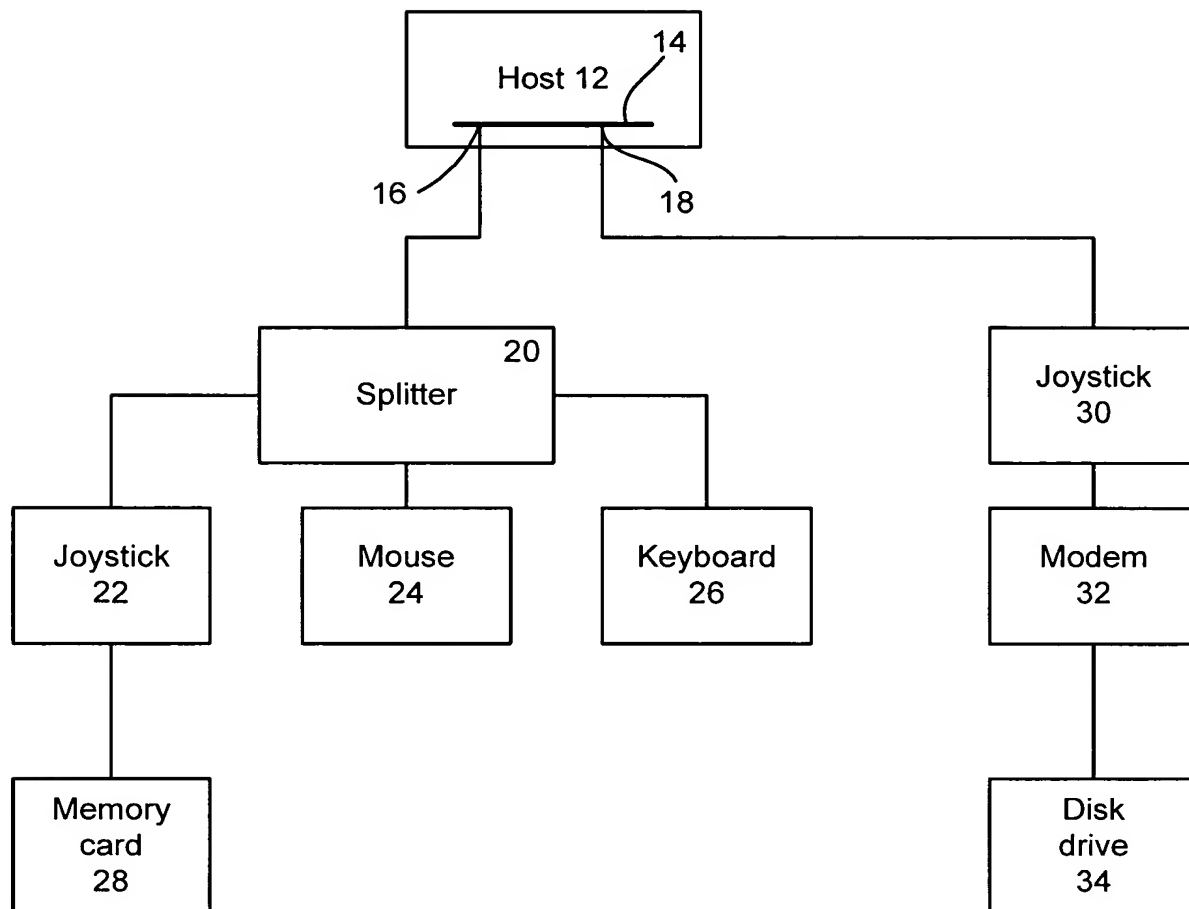 14
Host 12
16
18
20
Splitter
Joystick
30
Joystick
22
Mouse
24
Keyboard
26
Modem
32
Memory
card
28
Disk
drive
34